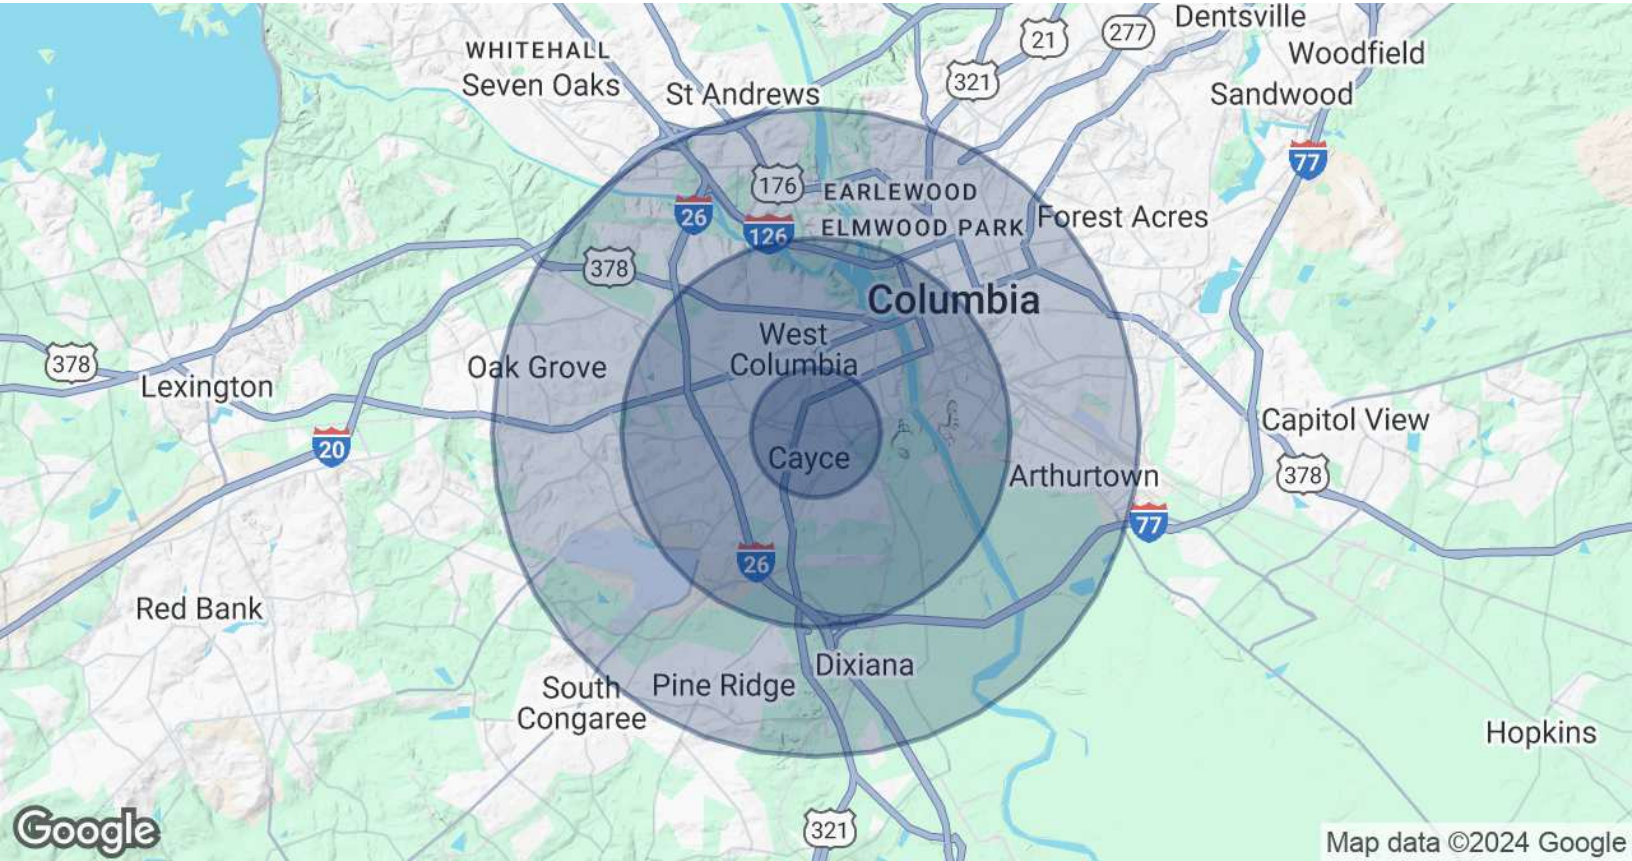 Dentsville
WHITEHALL
21
277
Woodfield
Seven Oaks
St Andrews
321
Sandwood
77
176
EARLEWOOD
26
126
ELMWOOD PARK
Forest Acres
378
Columbia
West
Columbia
378
Oak Grove
Lexington
20
Capitol View
Cayce
Arthurtown
378
77
26
Red Bank
Dixiana
South
Congaree
Pine Ridge
Hopkins
321
Google
Map data ©2024 Google